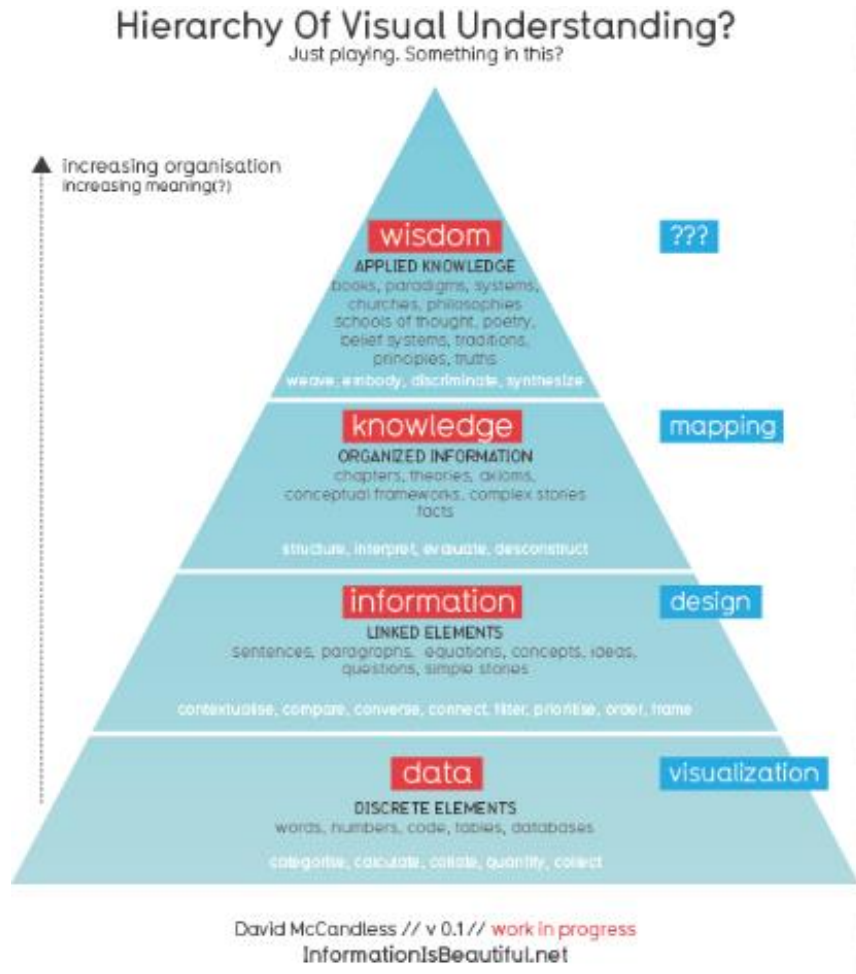 Hierarchy Of Visual Understanding?
Just playing. Something in this?
increasing organisation
increasing meaning(?)
wisdom
???
APPLIED KNOWLEDGE
books, paradigms, systems,
churches, philosophies
schools of thought, poetry,
belief systems, traditions,
principles, truths
weave, embody, discriminate, synthesize
knowledge
mapping
ORGANIZED INFORMATION
chapters, theories, axioms,
conceptual frameworks, complex stories
facts
structure, interpret, evaluate, desconstruct
information
design
LINKED ELEMENTS
sentences, paragraphs, equations, concepts, ideas,
questions, simple stories
contextualise, compare, converse, connect, filter, prioritise, order, frame
data
visualization
DISCRETE ELEMENTS
words, numbers, code, tables, databases
categorise, calculate, collate, quantify, collect
David McCandless // v 0.1 // work in progress
InformationIsBeautiful.net